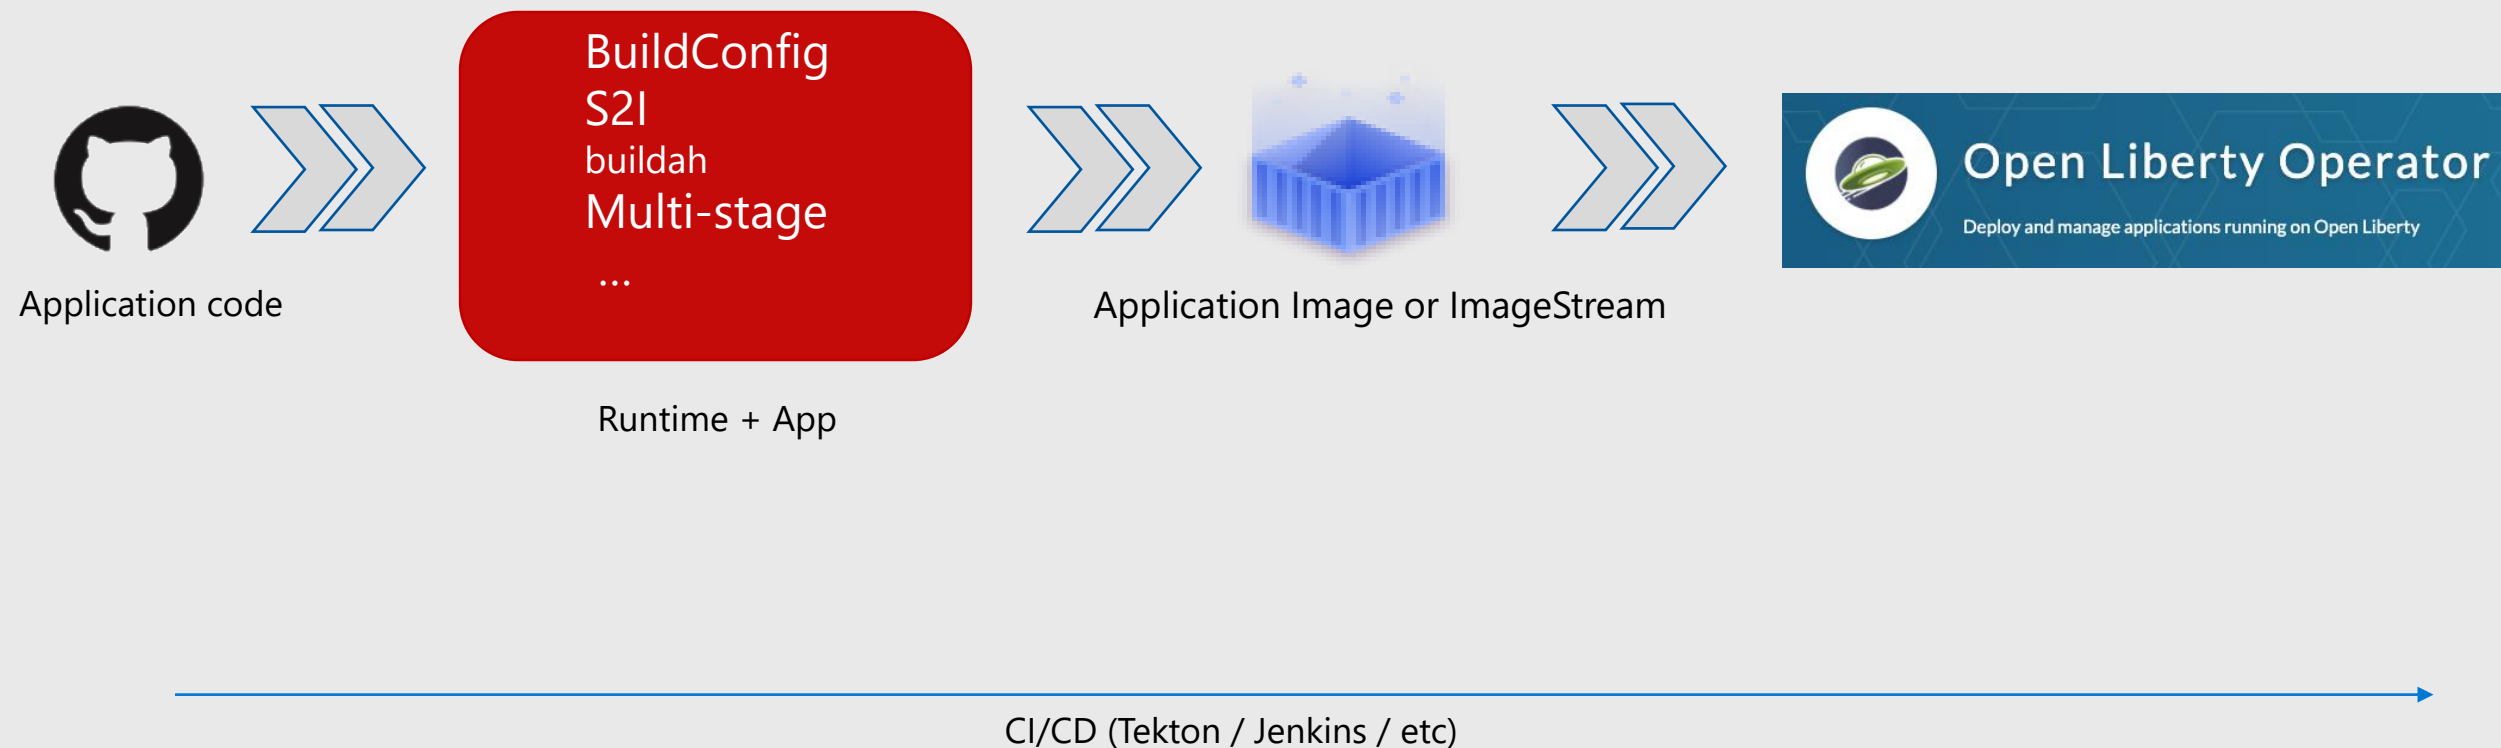 BuildConfig
S2I
buildah
Multi-stage
...
Application code
Runtime + App
Application Image or ImageStream
Open Liberty Operator
Deploy and manage applications running on Open Liberty
CI/CD (Tekton / Jenkins / etc)